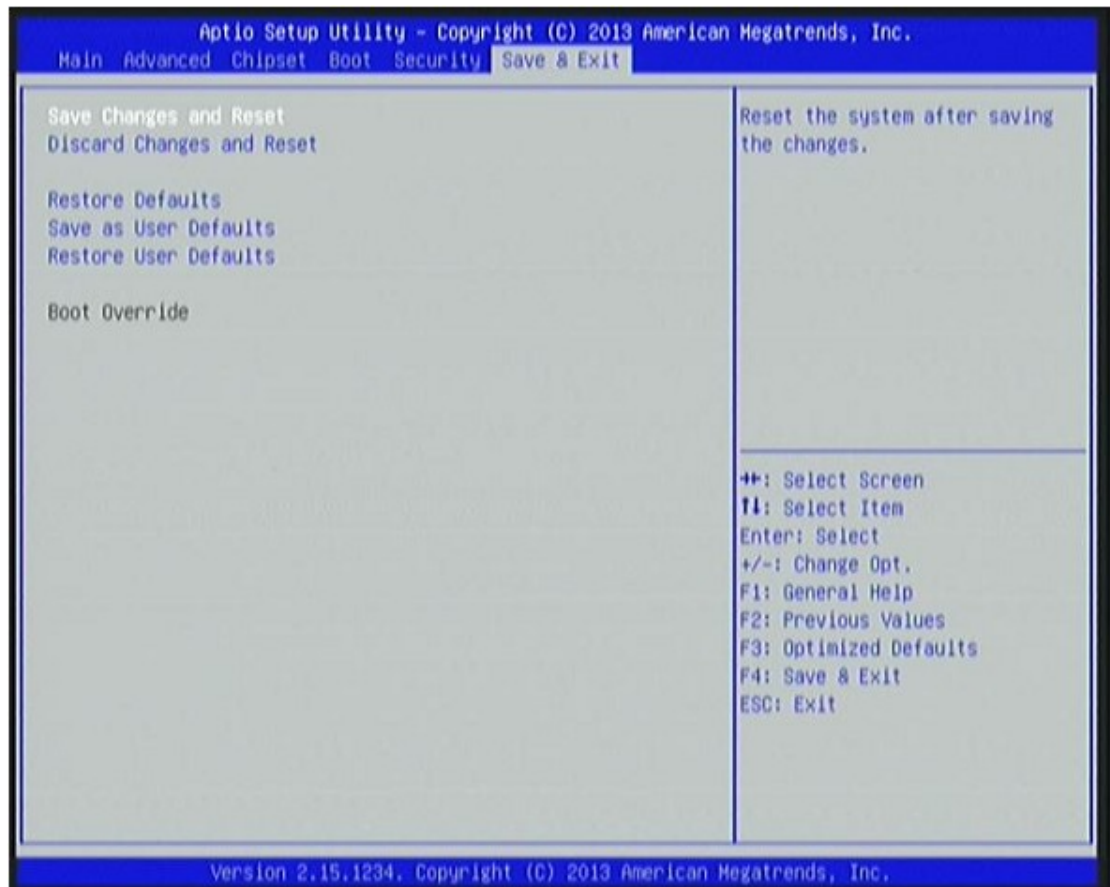 Aptio Setup Utility - Copyright (C) 2013 American Megatrends, Inc.
Main Advanced Chipset Boot Security Save & Exit
Save Changes and Reset
Discard Changes and Reset
Restore Defaults
Save as User Defaults
Restore User Defaults
Boot Override
Reset the system after saving
the changes.
→←: Select Screen
↑↓: Select Item
Enter: Select
+/-: Change Opt.
F1: General Help
F2: Previous Values
F3: Optimized Defaults
F4: Save & Exit
ESC: Exit
Version 2.15.1234. Copyright (C) 2013 American Megatrends, Inc.